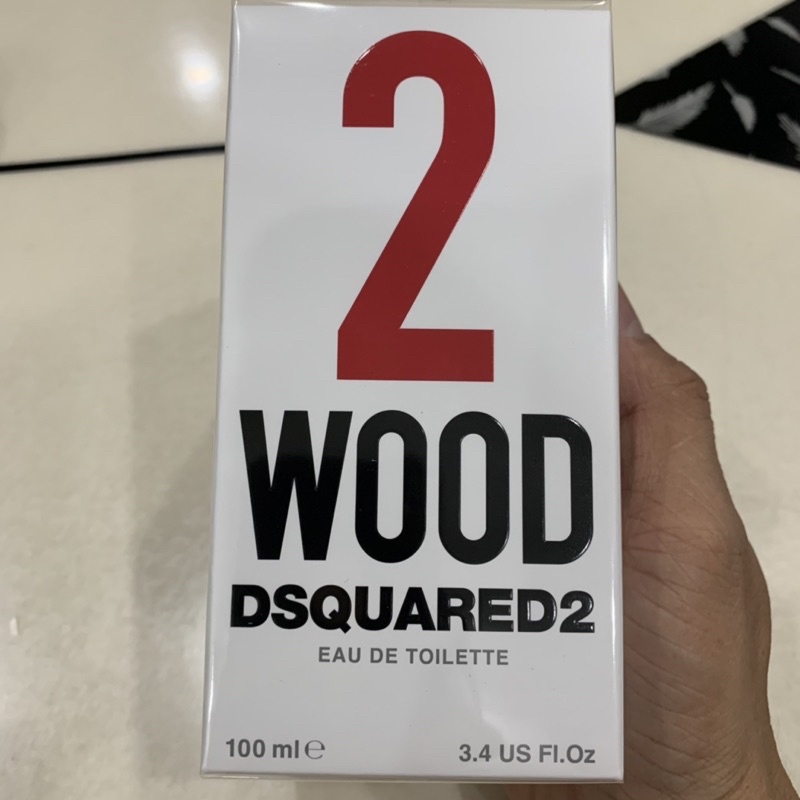 2
WOOD
DSQUARED2
EAU DE TOILETTE
100 ml℮ 3.4 US Fl.Oz